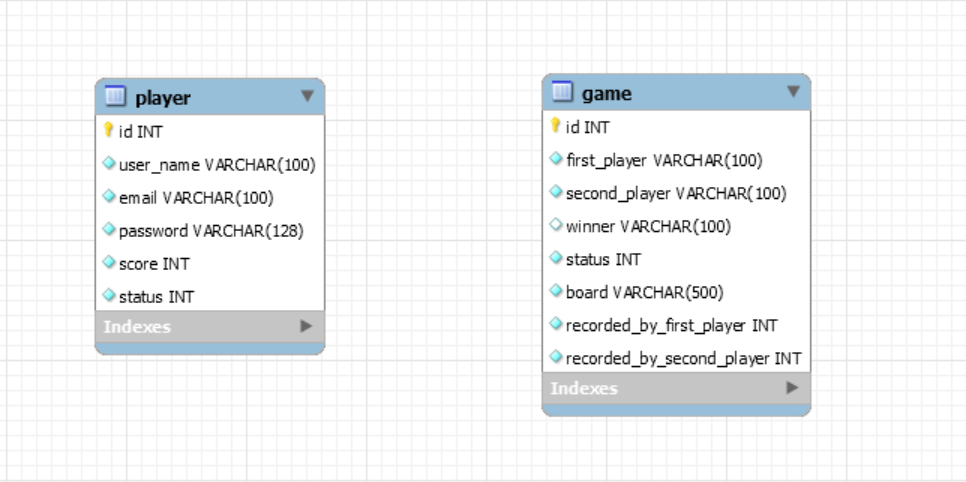 player
id INT
user_name VARCHAR(100)
email VARCHAR(100)
password VARCHAR(128)
score INT
status INT
Indexes
game
id INT
first_player VARCHAR(100)
second_player VARCHAR(100)
winner VARCHAR(100)
status INT
board VARCHAR(500)
recorded_by_first_player INT
recorded_by_second_player INT
Indexes